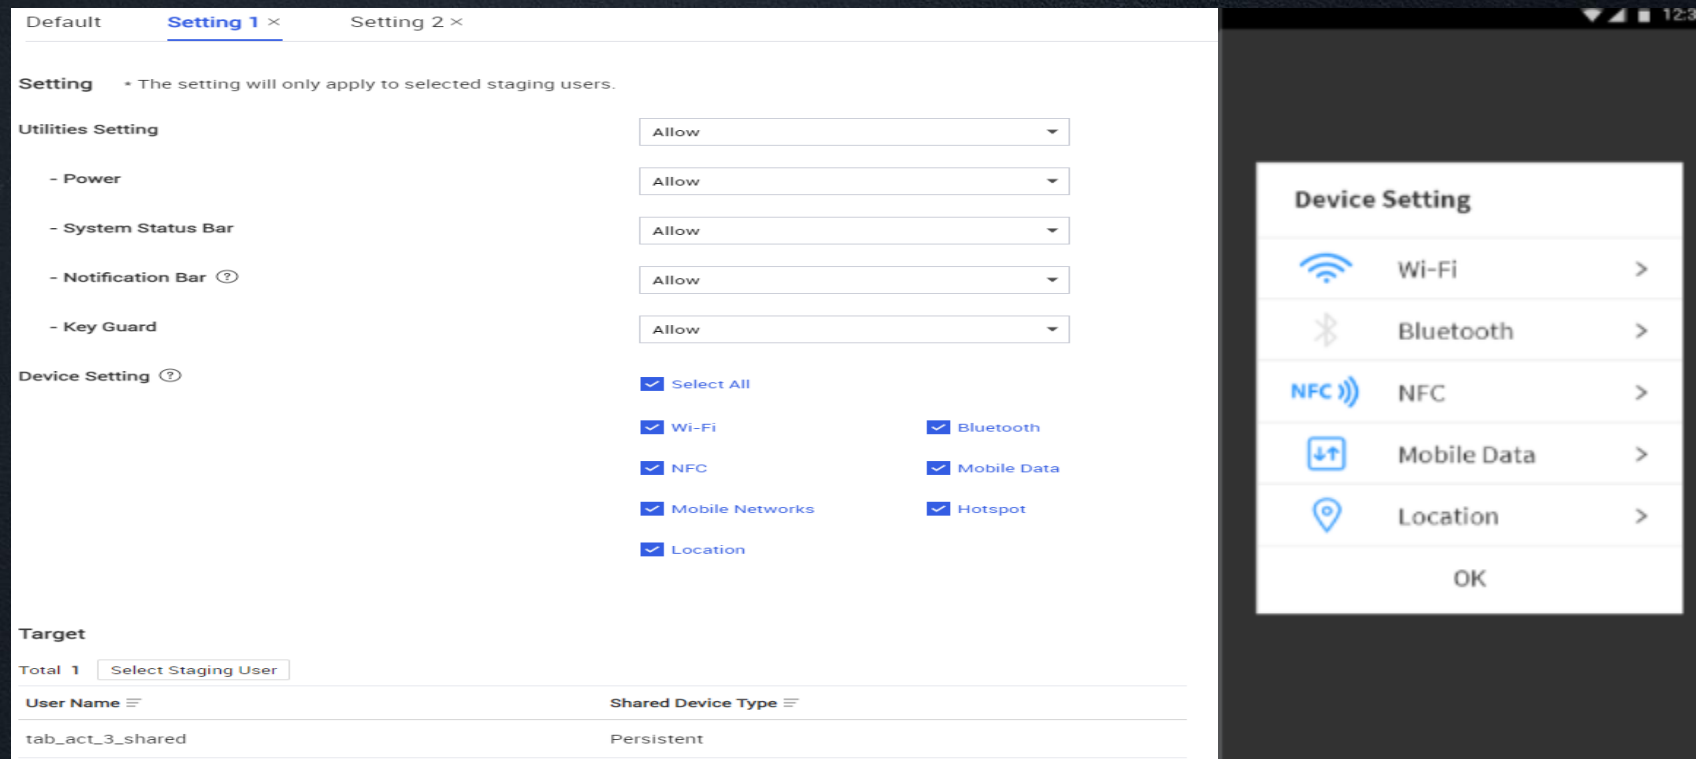 Default Setting 1 × Setting 2 ×
Setting • The setting will only apply to selected staging users.
Utilities Setting Allow
- Power Allow
- System Status Bar Allow
- Notification Bar ? Allow
- Key Guard Allow
Device Setting ?
Select All
Wi-Fi Bluetooth
NFC Mobile Data
Mobile Networks Hotspot
Location
Target
Total 1 Select Staging User
User Name Shared Device Type
tab_act_3_shared Persistent
Device Setting
Wi-Fi >
Bluetooth >
NFC NFC >
Mobile Data >
Location >
OK